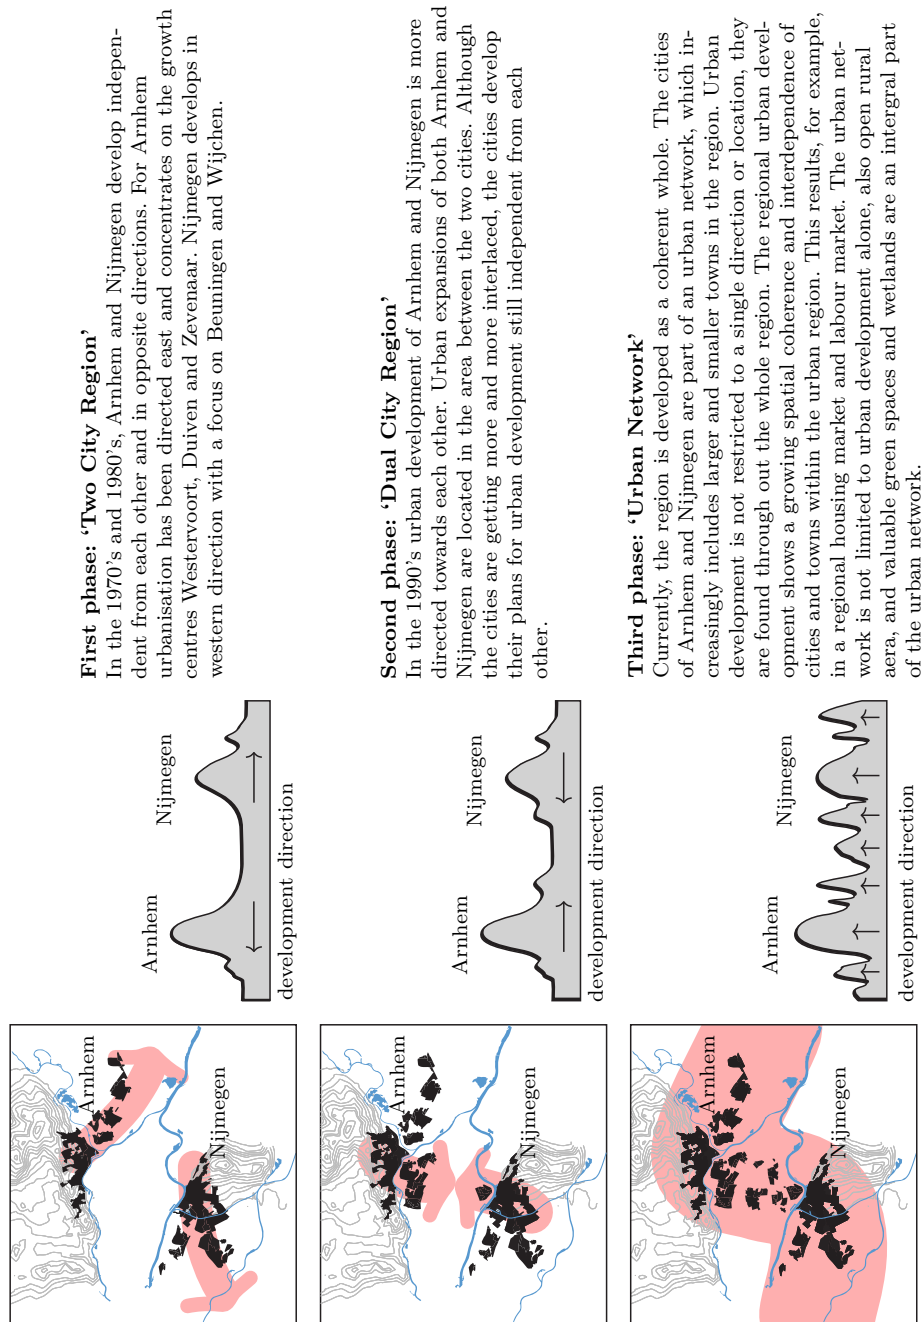 Arnhem
Nijmegen
Arnhem
Nijmegen
development direction
First phase: ‘Two City Region’
In the 1970's and 1980's, Arnhem and Nijmegen develop indepen-
dent from each other and in opposite directions. For Arnhem
urbanisation has been directed east and concentrates on the growth
centres Westervoort, Duiven and Zevenaar. Nijmegen develops in
western direction with a focus on Beuningen and Wijchen.
Arnhem
Nijmegen
Arnhem
Nijmegen
development direction
Second phase: ‘Dual City Region’
In the 1990's urban development of Arnhem and Nijmegen is more
directed towards each other. Urban expansions of both Arnhem and
Nijmegen are located in the area between the two cities. Although
the cities are getting more and more interlaced, the cities develop
their plans for urban development still independent from each
other.
Arnhem
Nijmegen
Arnhem
Nijmegen
development direction
Third phase: ‘Urban Network’
Currently, the region is developed as a coherent whole. The cities
of Arnhem and Nijmegen are part of an urban network, which in-
creasingly includes larger and smaller towns in the region. Urban
development is not restricted to a single direction or location, they
are found through out the whole region. The regional urban devel-
opment shows a growing spatial coherence and interdependence of
cities and towns within the urban region. This results, for example,
in a regional housing market and labour market. The urban net-
work is not limited to urban development alone, also open rural
aera, and valuable green spaces and wetlands are an intergral part
of the urban network.